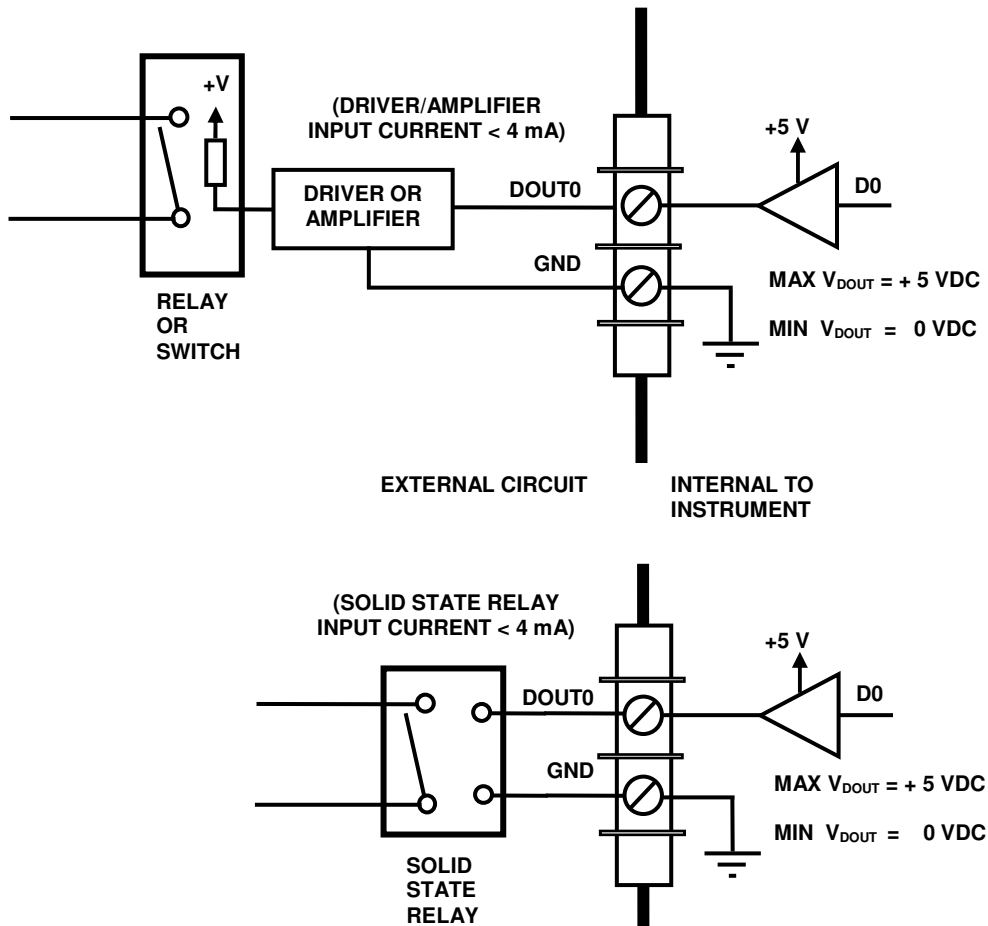 +V
(DRIVER/AMPLIFIER
INPUT CURRENT < 4 mA)
+5 V
DRIVER OR
AMPLIFIER
DOUT0
D0
GND
MAX VDOUT = + 5 VDC
MIN VDOUT = 0 VDC
RELAY
OR
SWITCH
EXTERNAL CIRCUIT
INTERNAL TO
INSTRUMENT
(SOLID STATE RELAY
INPUT CURRENT < 4 mA)
+5 V
DOUT0
D0
GND
MAX VDOUT = + 5 VDC
MIN VDOUT = 0 VDC
SOLID
STATE
RELAY